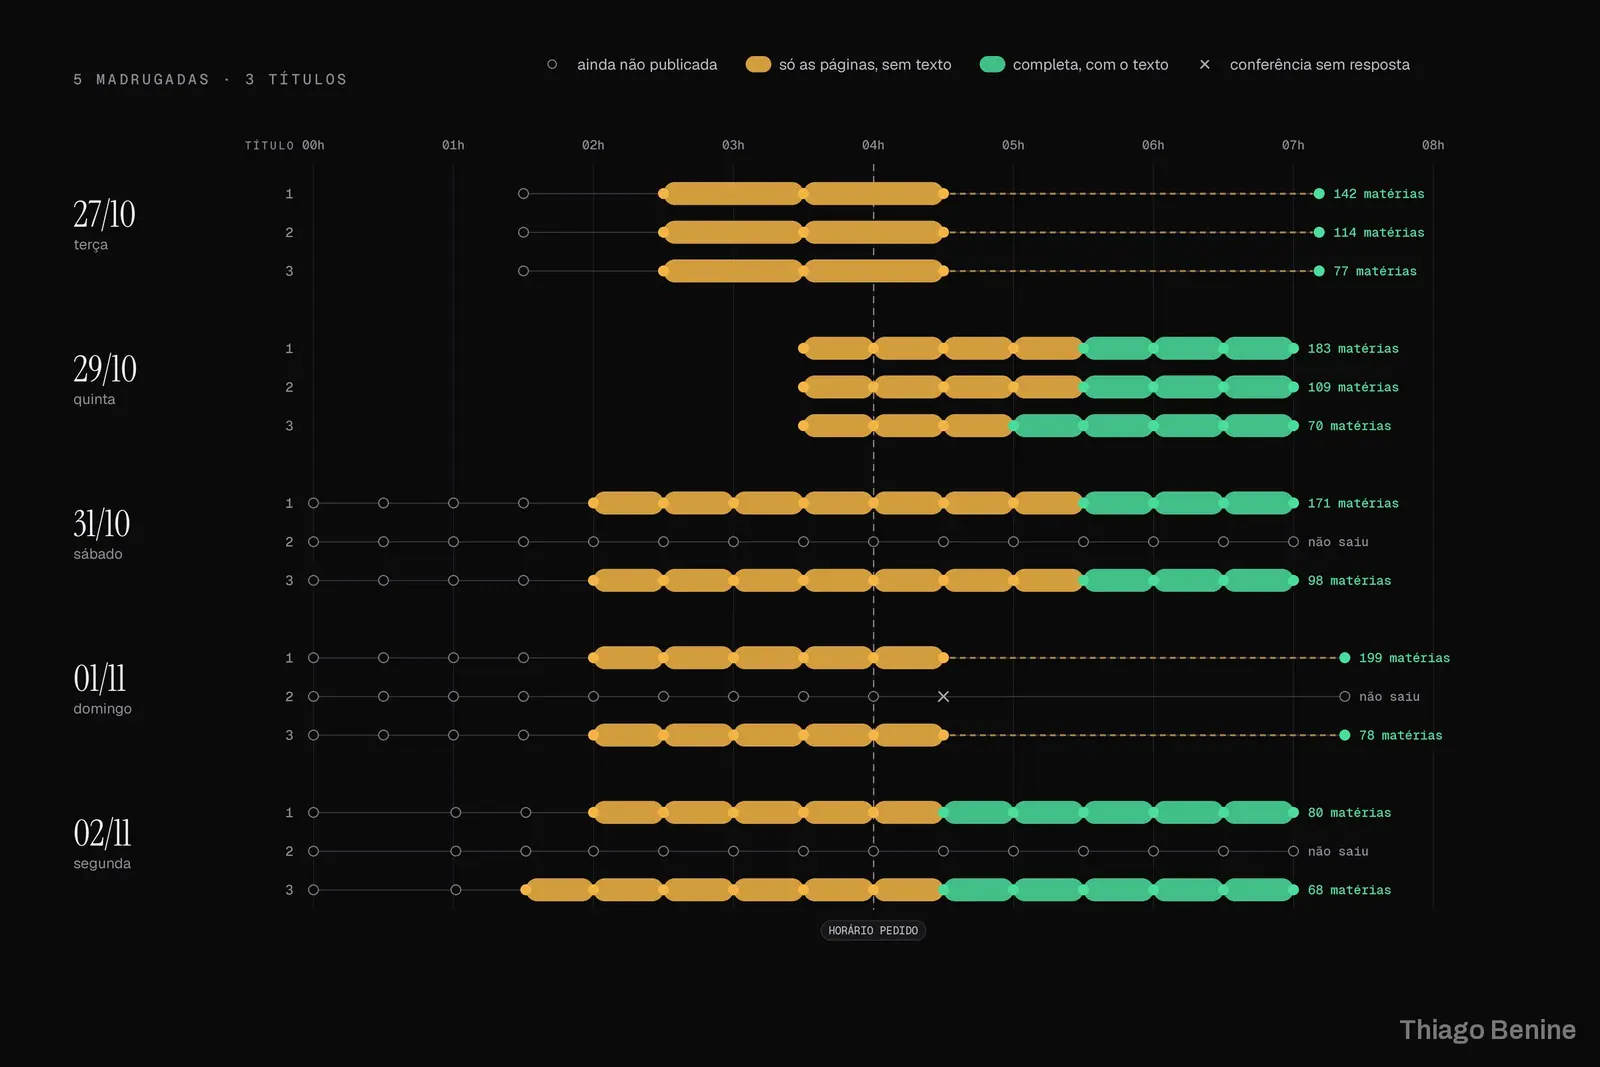 5 MADRUGADAS · 3 TÍTULOS
ainda não publicada
só as páginas, sem texto
completa, com o texto
conferência sem resposta
TÍTULO 00h 01h 02h 03h 04h 05h 06h 07h 08h
27/10
terça
1 142 matérias
2 114 matérias
3 77 matérias
29/10
quinta
1 183 matérias
2 109 matérias
3 70 matérias
31/10
sábado
1 171 matérias
2 não saiu
3 98 matérias
01/11
domingo
1 199 matérias
2 não saiu
3 78 matérias
02/11
segunda
1 80 matérias
2 não saiu
3 68 matérias
HORÁRIO PEDIDO
Thiago Benine